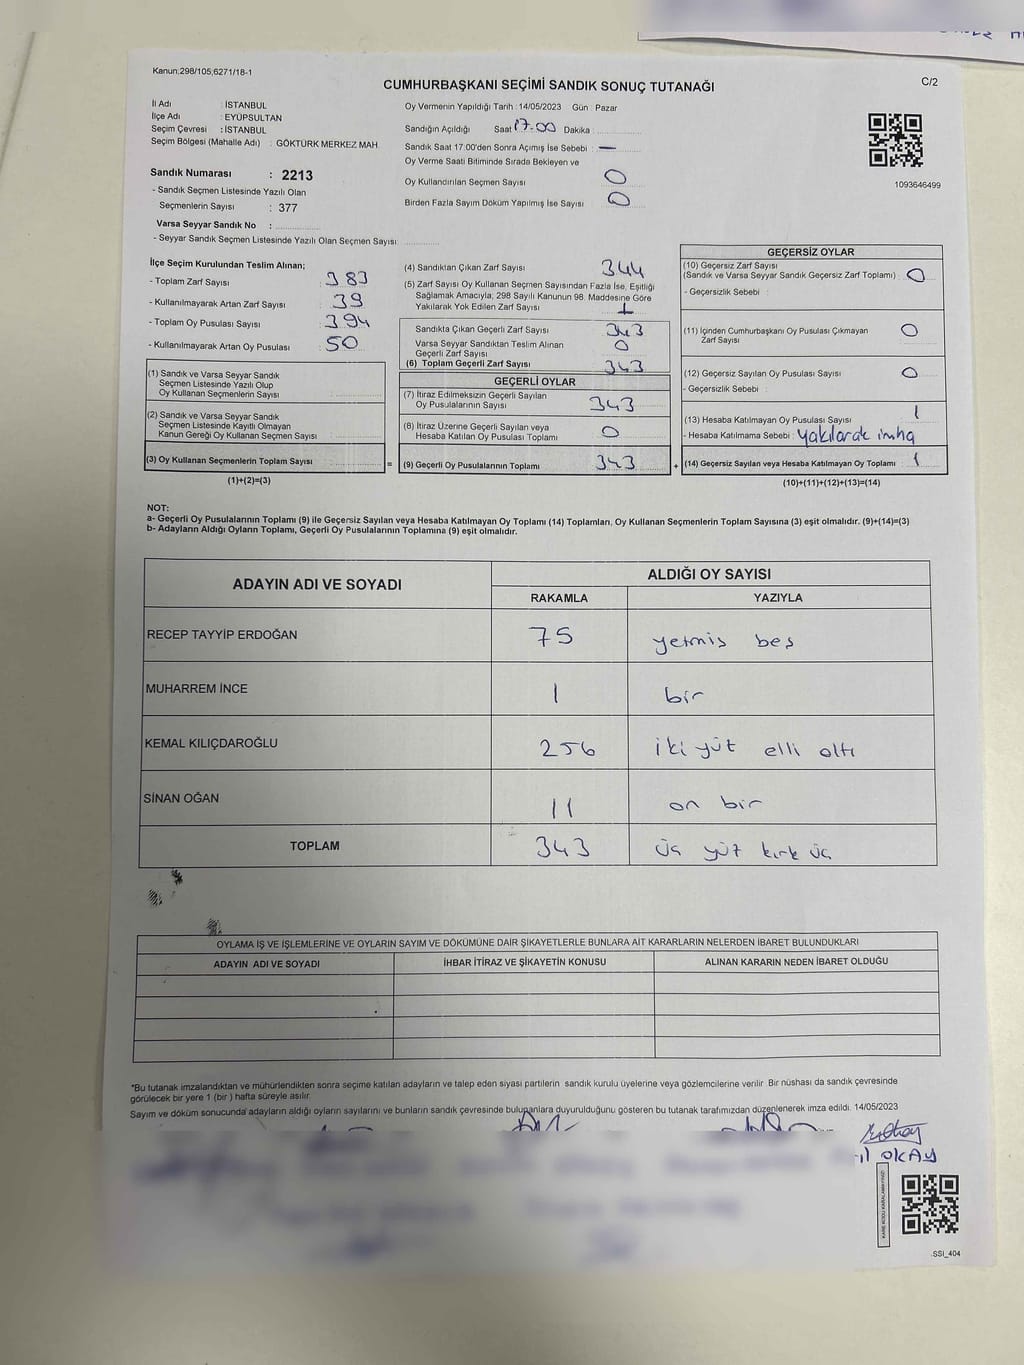 Kanun:298/105,6271/18-1
CUMHURBAŞKANI SEÇİMİ SANDIK SONUÇ TUTANAĞI
C/2
İl Adı : İSTANBUL
İlçe Adı : EYÜPSULTAN
Seçim Çevresi : İSTANBUL
Seçim Bölgesi (Mahalle Adı) : GÖKTÜRK MERKEZ MAH.
Sandık Numarası : 2213
- Sandık Seçmen Listesinde Yazılı Olan
Seçmenlerin Sayısı : 377
Varsa Seyyar Sandık No :
- Seyyar Sandık Seçmen Listesinde Yazılı Olan Seçmen Sayısı:
Oy Vermenin Yapıldığı Tarih : 14/05/2023 Gün : Pazar
Sandığın Açıldığı Saat 17.00 Dakika :
Sandık Saat 17:00'den Sonra Açımış İse Sebebi : —
Oy Verme Saati Bitiminde Sırada Bekleyen ve
Oy Kullandırılan Seçmen Sayısı 0
Birden Fazla Sayım Döküm Yapılmış İse Sayısı 0
1093646499
İlçe Seçim Kurulundan Teslim Alınan;
- Toplam Zarf Sayısı : 383
- Kullanılmayarak Artan Zarf Sayısı : 39
- Toplam Oy Pusulası Sayısı : 394
- Kullanılmayarak Artan Oy Pusulası : 50
(1) Sandık ve Varsa Seyyar Sandık
Seçmen Listesinde Yazılı Olup
Oy Kullanan Seçmenlerin Sayısı :
(2) Sandık ve Varsa Seyyar Sandık
Seçmen Listesinde Kayıtlı Olmayan
Kanun Gereği Oy Kullanan Seçmen Sayısı :
(3) Oy Kullanan Seçmenlerin Toplam Sayısı :
(1)+(2)=(3)
(4) Sandıktan Çıkan Zarf Sayısı 344
(5) Zarf Sayısı Oy Kullanan Seçmen Sayısından Fazla İse, Eşitliği
Sağlamak Amacıyla; 298 Sayılı Kanunun 98. Maddesine Göre
Yakılarak Yok Edilen Zarf Sayısı : 1
Sandıkta Çıkan Geçerli Zarf Sayısı 343
Varsa Seyyar Sandıktan Teslim Alınan
Geçerli Zarf Sayısı 0
(6) Toplam Geçerli Zarf Sayısı 343
GEÇERLİ OYLAR
(7) İtiraz Edilmeksizin Geçerli Sayılan
Oy Pusulalarının Sayısı 343
(8) İtiraz Üzerine Geçerli Sayılan veya
Hesaba Katılan Oy Pusulası Toplamı 0
= (9) Geçerli Oy Pusulalarının Toplamı 343
GEÇERSİZ OYLAR
(10) Geçersiz Zarf Sayısı
(Sandık ve Varsa Seyyar Sandık Geçersiz Zarf Toplamı) : 0
- Geçersizlik Sebebi :
(11) İçinden Cumhurbaşkanı Oy Pusulası Çıkmayan
Zarf Sayısı 0
(12) Geçersiz Sayılan Oy Pusulası Sayısı : 0
- Geçersizlik Sebebi :
(13) Hesaba Katılmayan Oy Pusulası Sayısı : 1
- Hesaba Katılmama Sebebi : Yakılarak imha
+ (14) Geçersiz Sayılan veya Hesaba Katılmayan Oy Toplamı : 1
(10)+(11)+(12)+(13)=(14)
NOT:
a- Geçerli Oy Pusulalarının Toplamı (9) ile Geçersiz Sayılan veya Hesaba Katılmayan Oy Toplamı (14) Toplamları, Oy Kullanan Seçmenlerin Toplam Sayısına (3) eşit olmalıdır. (9)+(14)=(3)
b- Adayların Aldığı Oyların Toplamı, Geçerli Oy Pusulalarının Toplamına (9) eşit olmalıdır.
ADAYIN ADI VE SOYADI ALDIĞI OY SAYISI
RAKAMLA YAZIYLA
RECEP TAYYİP ERDOĞAN 75 yetmis bes
MUHARREM İNCE 1 bir
KEMAL KILIÇDAROĞLU 256 iki yüz elli altı
SİNAN OĞAN 11 on bir
TOPLAM 343 üç yüz kırk üç
OYLAMA İŞ VE İŞLEMLERİNE VE OYLARIN SAYIM VE DÖKÜMÜNE DAİR ŞİKAYETLERLE BUNLARA AİT KARARLARIN NELERDEN İBARET BULUNDUKLARI
ADAYIN ADI VE SOYADI İHBAR İTİRAZ VE ŞİKAYETİN KONUSU ALINAN KARARIN NEDEN İBARET OLDUĞU
*Bu tutanak imzalandıktan ve mühürlendikten sonra seçime katılan adayların ve talep eden siyasi partilerin sandık kurulu üyelerine veya gözlemcilerine verilir. Bir nüshası da sandık çevresinde
görülecek bir yere 1 (bir) hafta süreyle asılır.
Sayım ve döküm sonucunda adayların aldığı oyların sayılarını ve bunların sandık çevresinde bulunanlara duyurulduğunu gösteren bu tutanak tarafımızdan düzenlenerek imza edildi. 14/05/2023
OKAY
SSİ_404